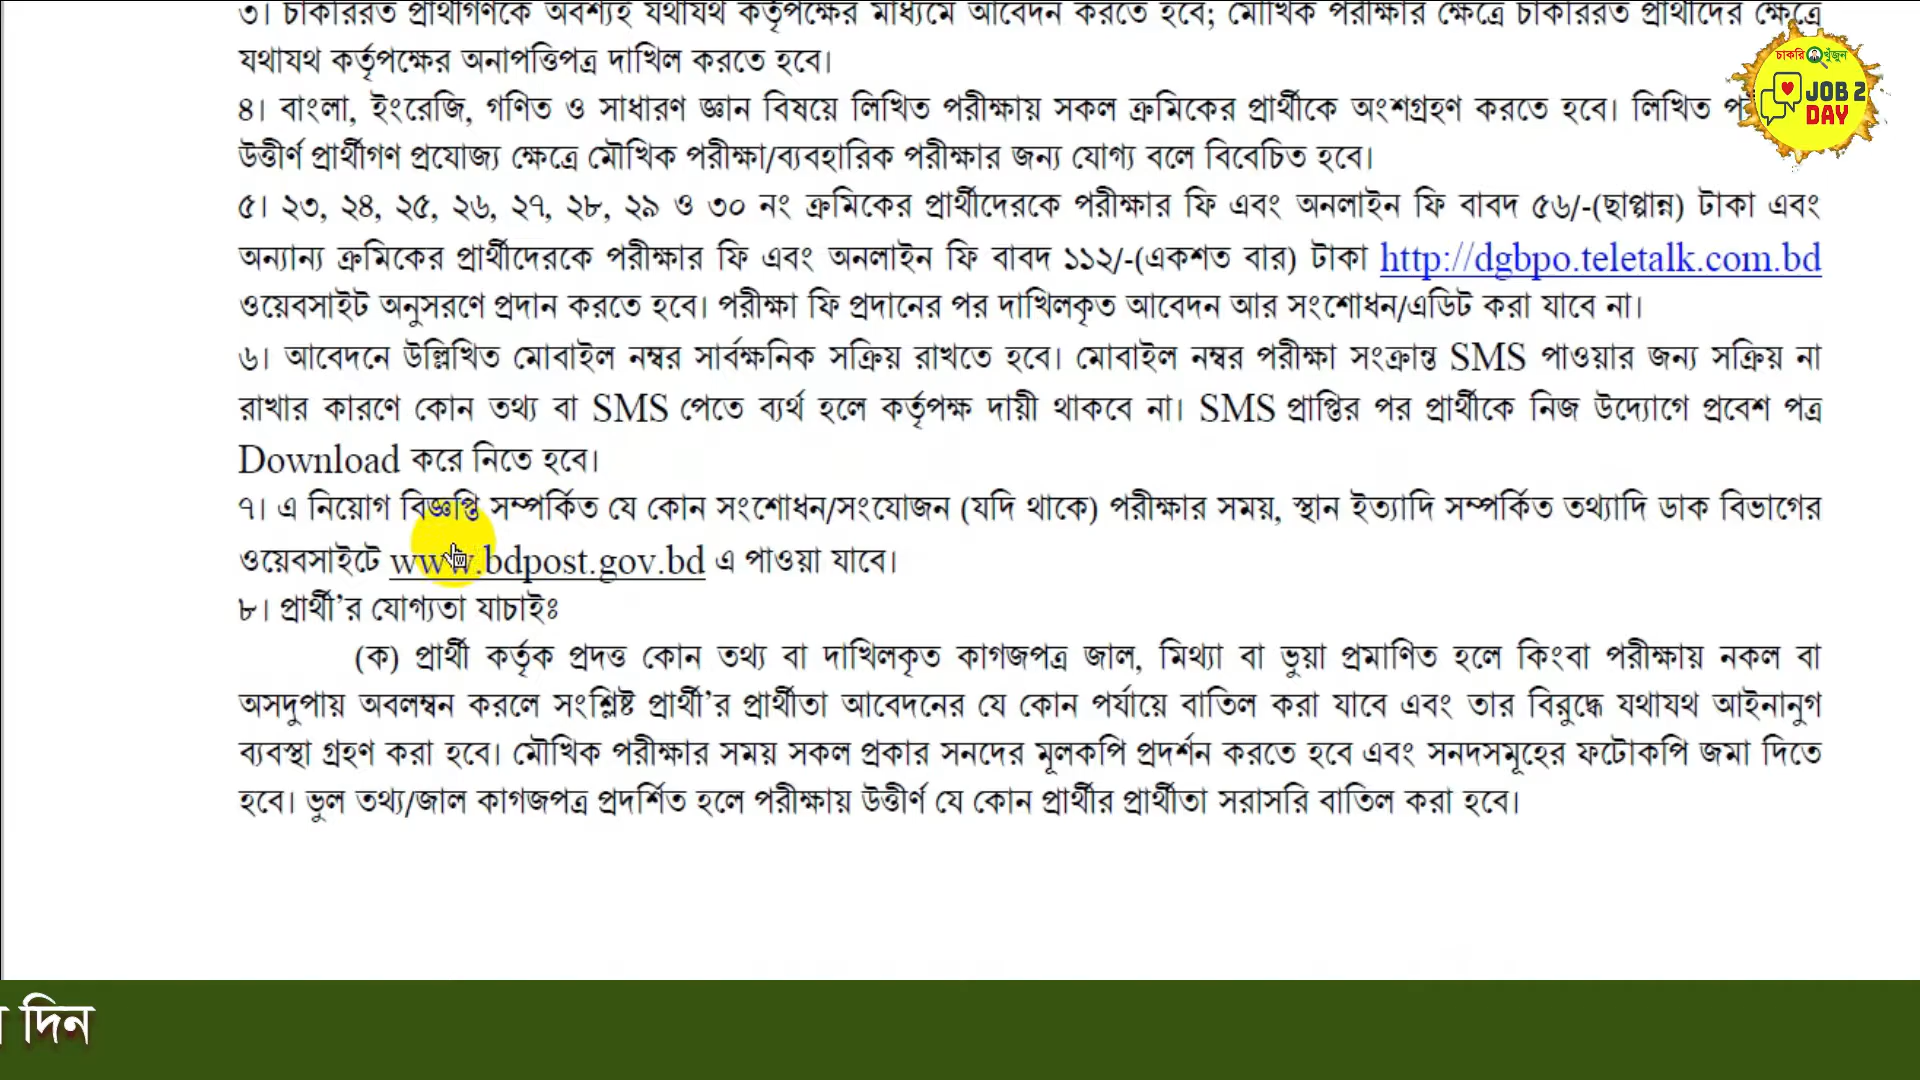 ৩। চাকরিরত প্রার্থীগণকে অবশ্যই যথাযথ কর্তৃপক্ষের মাধ্যমে আবেদন করতে হবে; মৌখিক পরীক্ষার ক্ষেত্রে চাকরিরত প্রার্থীদের ক্ষেত্রে
যথাযথ কর্তৃপক্ষের অনাপত্তিপত্র দাখিল করতে হবে।
৪। বাংলা, ইংরেজি, গণিত ও সাধারণ জ্ঞান বিষয়ে লিখিত পরীক্ষায় সকল ক্রমিকের প্রার্থীকে অংশগ্রহণ করতে হবে। লিখিত
উত্তীর্ণ প্রার্থীগণ প্রযোজ্য ক্ষেত্রে মৌখিক পরীক্ষা/ব্যবহারিক পরীক্ষার জন্য যোগ্য বলে বিবেচিত হবে।
৫। ২৩, ২৪, ২৫, ২৬, ২৭, ২৮, ২৯ ও ৩০ নং ক্রমিকের প্রার্থীদেরকে পরীক্ষার ফি এবং অনলাইন ফি বাবদ ৫৬/-(ছাপ্পান্ন) টাকা এবং
অন্যান্য ক্রমিকের প্রার্থীদেরকে পরীক্ষার ফি এবং অনলাইন ফি বাবদ ১১২/-(একশত বার) টাকা http://dgbpo.teletalk.com.bd
ওয়েবসাইট অনুসরণে প্রদান করতে হবে। পরীক্ষা ফি প্রদানের পর দাখিলকৃত আবেদন আর সংশোধন/এডিট করা যাবে না।
৬। আবেদনে উল্লিখিত মোবাইল নম্বর সার্বক্ষনিক সক্রিয় রাখতে হবে। মোবাইল নম্বর পরীক্ষা সংক্রান্ত SMS পাওয়ার জন্য সক্রিয় না
রাখার কারণে কোন তথ্য বা SMS পেতে ব্যর্থ হলে কর্তৃপক্ষ দায়ী থাকবে না। SMS প্রাপ্তির পর প্রার্থীকে নিজ উদ্যোগে প্রবেশ পত্র
Download করে নিতে হবে।
৭। এ নিয়োগ বিজ্ঞপ্তি সম্পর্কিত যে কোন সংশোধন/সংযোজন (যদি থাকে) পরীক্ষার সময়, স্থান ইত্যাদি সম্পর্কিত তথ্যাদি ডাক বিভাগের
ওয়েবসাইটে www.bdpost.gov.bd এ পাওয়া যাবে।
৮। প্রার্থী’র যোগ্যতা যাচাইঃ
(ক) প্রার্থী কর্তৃক প্রদত্ত কোন তথ্য বা দাখিলকৃত কাগজপত্র জাল, মিথ্যা বা ভুয়া প্রমাণিত হলে কিংবা পরীক্ষায় নকল বা
অসদুপায় অবলম্বন করলে সংশ্লিষ্ট প্রার্থী’র প্রার্থীতা আবেদনের যে কোন পর্যায়ে বাতিল করা যাবে এবং তার বিরুদ্ধে যথাযথ আইনানুগ
ব্যবস্থা গ্রহণ করা হবে। মৌখিক পরীক্ষার সময় সকল প্রকার সনদের মূলকপি প্রদর্শন করতে হবে এবং সনদসমূহের ফটোকপি জমা দিতে
হবে। ভুল তথ্য/জাল কাগজপত্র প্রদর্শিত হলে পরীক্ষায় উত্তীর্ণ যে কোন প্রার্থীর প্রার্থীতা সরাসরি বাতিল করা হবে।
চাকরি খুঁজুন
JOB 2
DAY
দিন